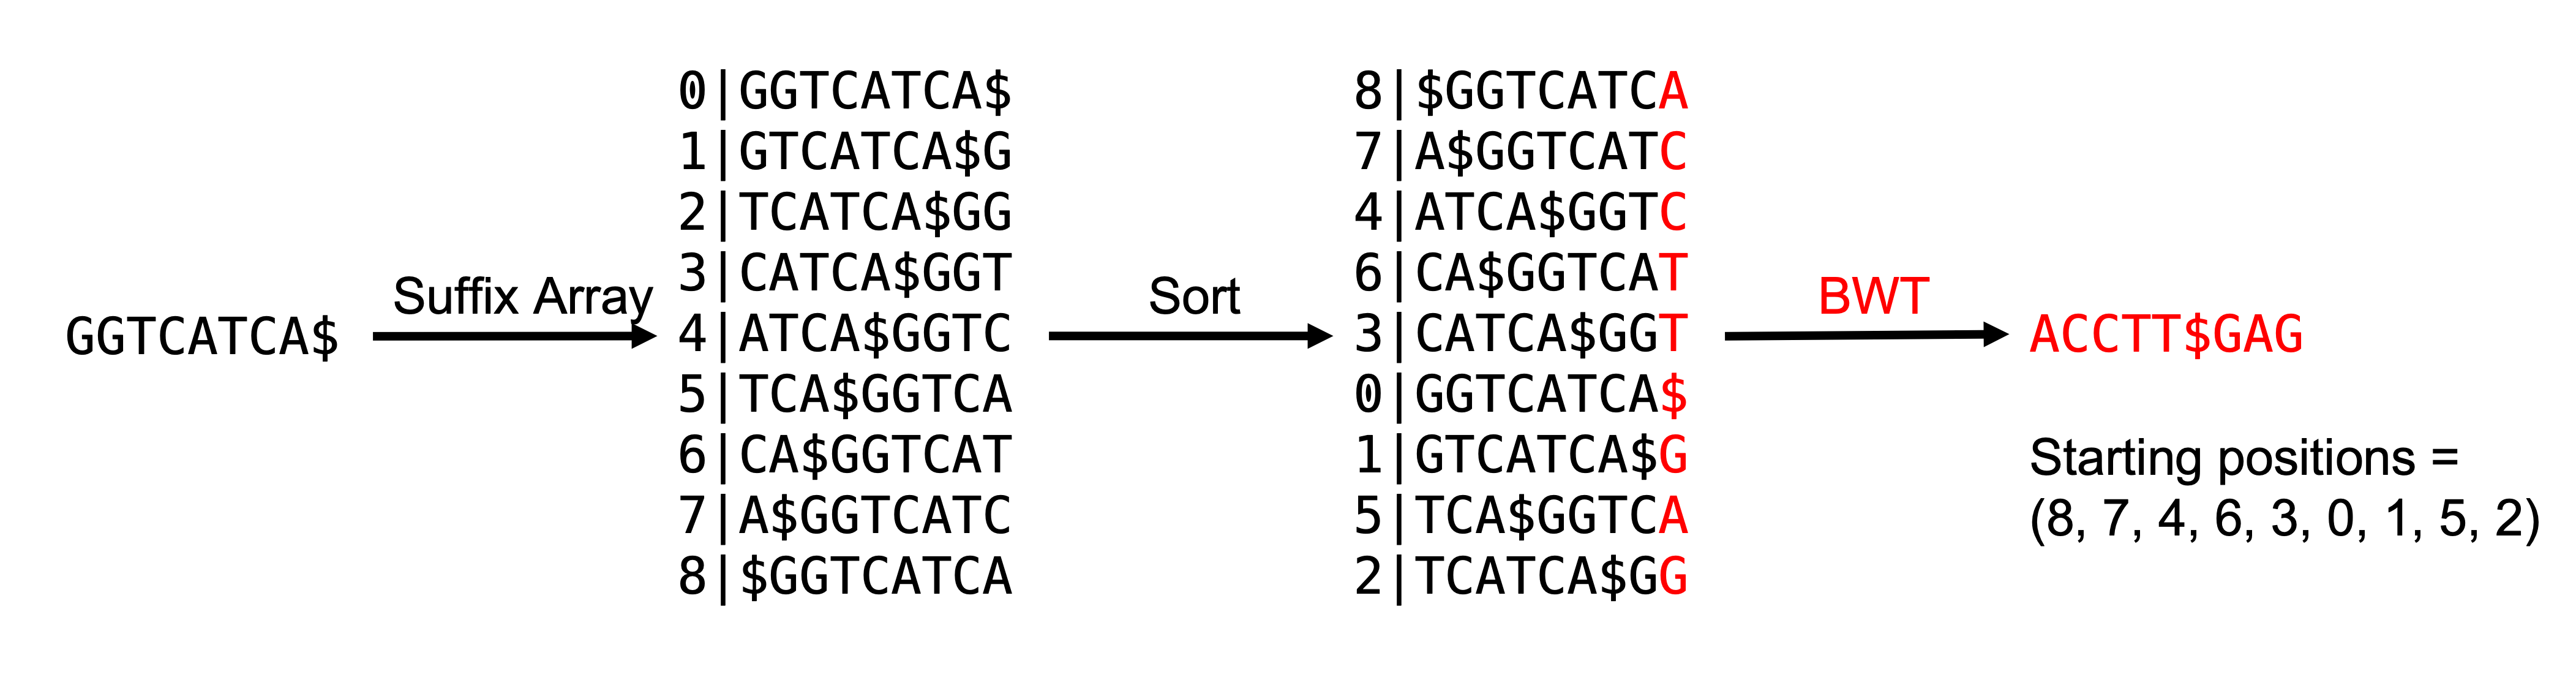 GGTCATCA$
Suffix Array
0|GGTCATCA$
1|GTCATCA$G
2|TCATCA$GG
3|CATCA$GGT
4|ATCA$GGTC
5|TCA$GGTCA
6|CA$GGTCAT
7|A$GGTCATC
8|$GGTCATCA
Sort
8|$GGTCATCA
7|A$GGTCATC
4|ATCA$GGTC
6|CA$GGTCAT
3|CATCA$GGT
0|GGTCATCA$
1|GTCATCA$G
5|TCA$GGTCA
2|TCATCA$GG
BWT
ACCTT$GAG
Starting positions =
(8, 7, 4, 6, 3, 0, 1, 5, 2)